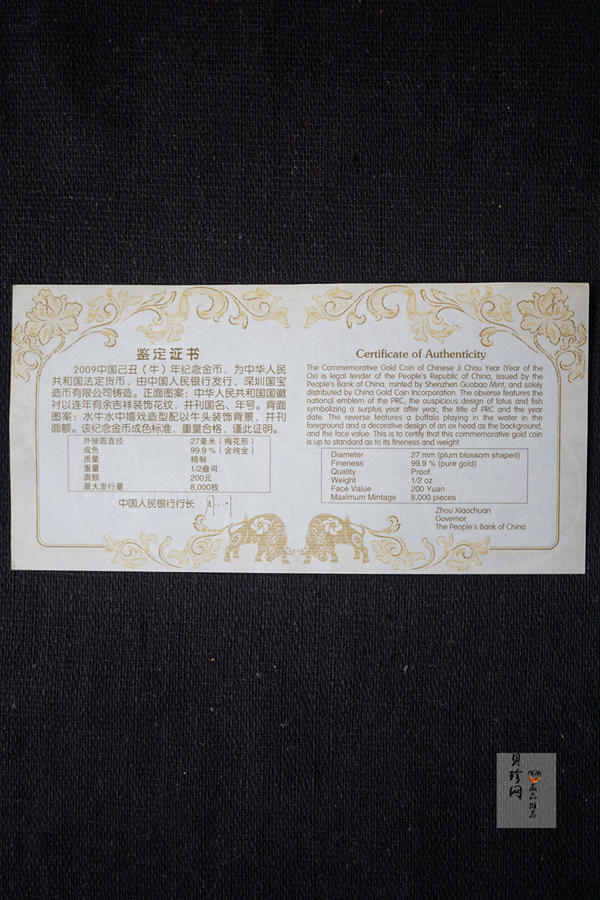 鉴定证书
2009中国己丑（牛）年纪念金币，为中华人民
共和国法定货币，由中国人民银行发行，深圳国宝
造币有限公司铸造。正面图案：中华人民共和国国徽
衬以连年有余吉祥装饰花纹，并刊国名、年号。背面
图案：水牛水中嬉戏造型配以牛头装饰背景，并刊
面额。该纪念金币成色标准，重量合格，谨此证明。
外接圆直径 27毫米（梅花形）
成色 99.9％（含纯金）
质量 精制
重量 1/2盎司
面额 200元
最大发行量 8,000枚
中国人民银行行长
Certificate of Authenticity
The Commemorative Gold Coin of Chinese Ji Chou Year (Year of the
Ox) is legal tender of the People's Republic of China, issued by the
People's Bank of China, minted by Shenzhen Guobao Mint, and solely
distributed by China Gold Coin Incorporation. The obverse features the
national emblem of the PRC, the auspicious design of lotus and fish
symbolizing a surplus year after year, the title of PRC and the year
date. The reverse features a buffalo playing in the water in the
foreground and a decorative design of an ox head as the background,
and the face value. This is to certify that this commemorative gold coin
is up to standard as to its fineness and weight.
Diameter 27 mm (plum blossom shaped)
Fineness 99.9 % (pure gold)
Quality Proof
Weight 1/2 oz
Face Value 200 Yuan
Maximum Mintage 8,000 pieces
Zhou Xiaochuan
Governor
The People's Bank of China
贝珍网
藏品推荐